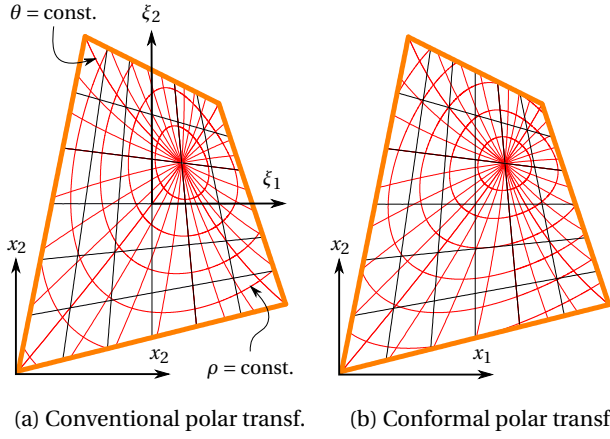 θ = const.
ξ₂
ξ₁
x₂
x₂
ρ = const.
x₂
x₁
(a) Conventional polar transf.
(b) Conformal polar transf